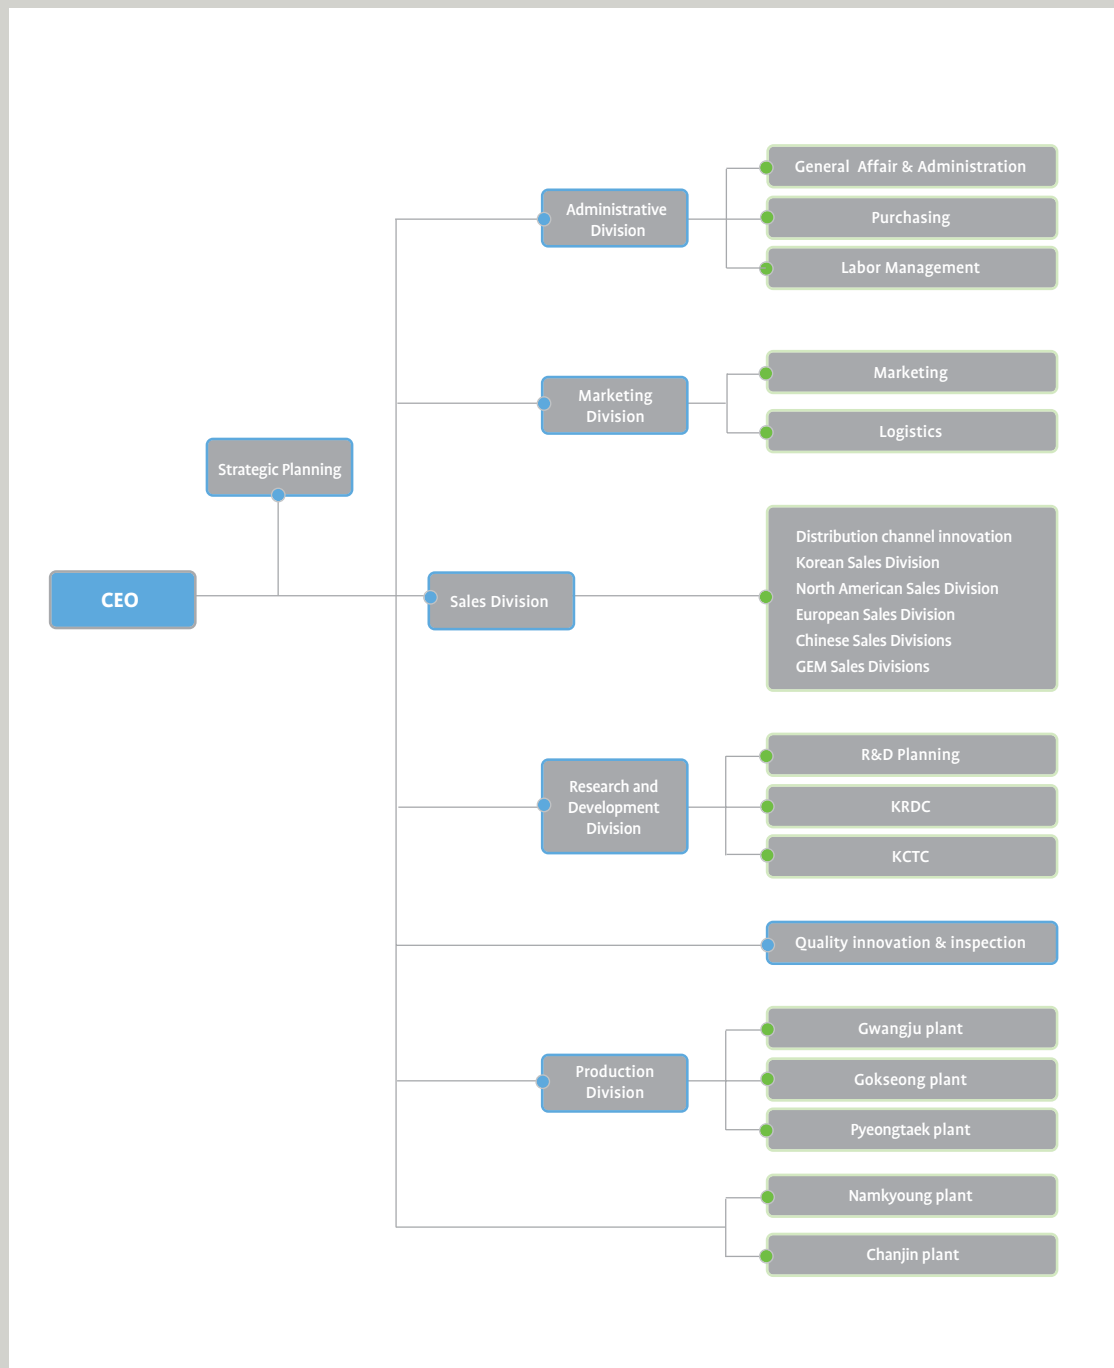 General Affair & Administration
Administrative
Division
Purchasing
Labor Management
Marketing
Division
Marketing
Logistics
Strategic Planning
CEO
Sales Division
Distribution channel innovation
Korean Sales Division
North American Sales Division
European Sales Division
Chinese Sales Divisions
GEM Sales Divisions
Research and
Development
Division
R&D Planning
KRDC
KCTC
Quality innovation & inspection
Production
Division
Gwangju plant
Gokseong plant
Pyeongtaek plant
Namkyoung plant
Chanjin plant